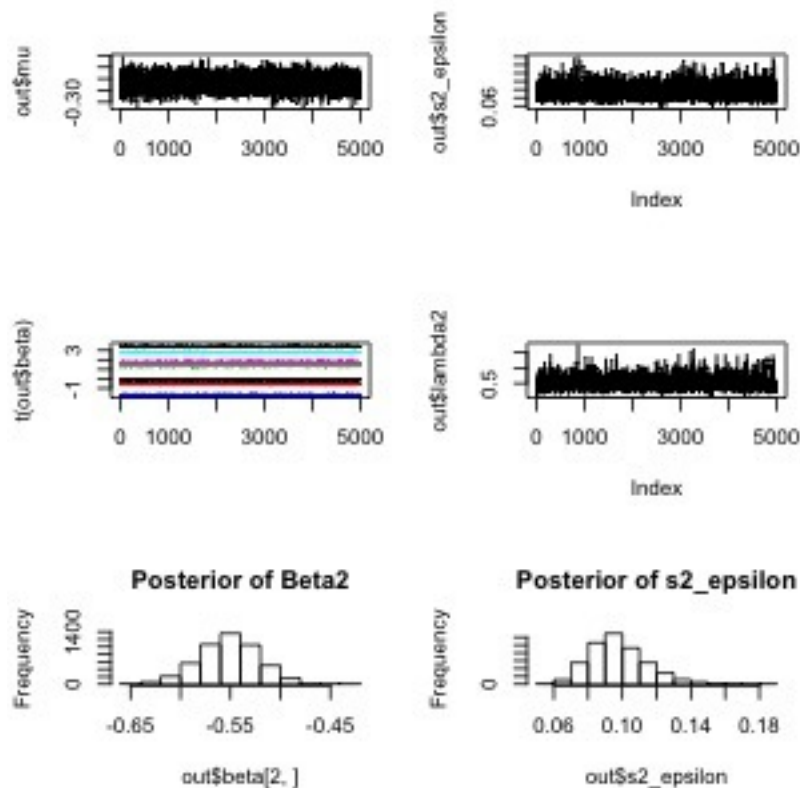 out$mu
-0.30
0 1000 3000 5000
out$s2_epsilon
0.06
0 1000 3000 5000
Index
t(out$beta)
3
-1
0 1000 3000 5000
out$lambda2
0.5
0 1000 3000 5000
Index
Posterior of Beta2
Frequency
1400
0
-0.65 -0.55 -0.45
out$beta[2, ]
Posterior of s2_epsilon
Frequency
0
0.06 0.10 0.14 0.18
out$s2_epsilon